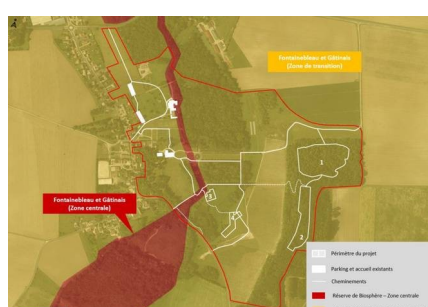 Fontainebleau et Gâtinais
(Zone de transition)
1
Fontainebleau et Gâtinais
(Zone centrale)
2
Périmètre du projet
Parking et accueil existants
Cheminements
Réserve de Biosphère – Zone centrale